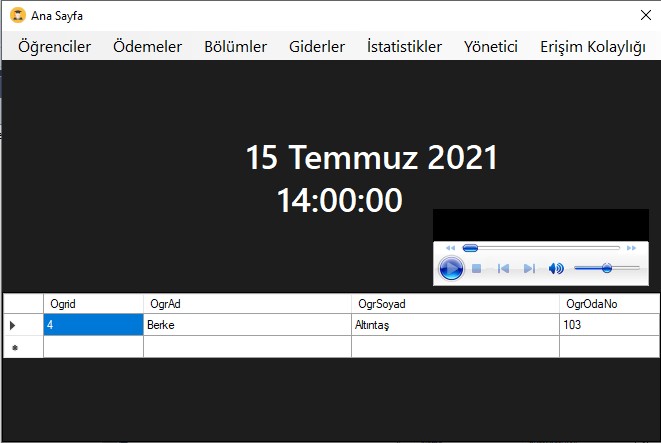 Ana Sayfa
Öğrenciler Ödemeler Bölümler Giderler İstatistikler Yönetici Erişim Kolaylığı
15 Temmuz 2021
14:00:00
Ogrid OgrAd OgrSoyad OgrOdaNo
4 Berke Altıntaş 103